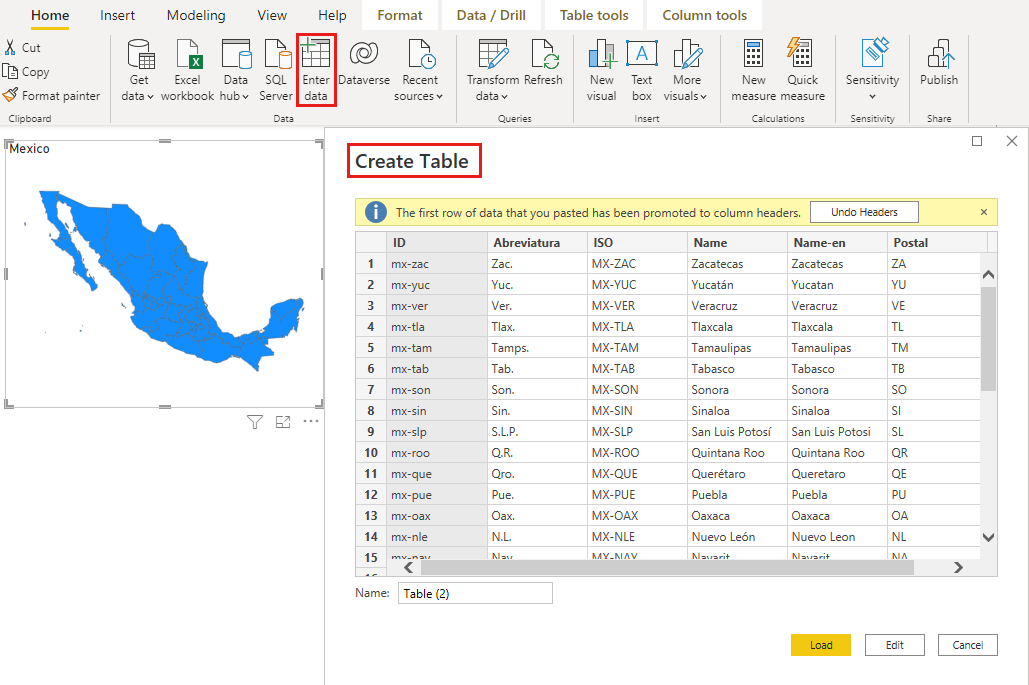 Home Insert Modeling View Help Format Data / Drill Table tools Column tools
Cut
Copy
Format painter
Clipboard
Get data
Excel workbook
Data hub
SQL Server
Enter data
Dataverse
Recent sources
Data
Transform data
Refresh
Queries
New visual
Text box
More visuals
Insert
New measure
Quick measure
Calculations
Sensitivity
Sensitivity
Publish
Share
Mexico
Create Table
The first row of data that you pasted has been promoted to column headers. Undo Headers
ID Abreviatura ISO Name Name-en Postal
1 mx-zac Zac. MX-ZAC Zacatecas Zacatecas ZA
2 mx-yuc Yuc. MX-YUC Yucatán Yucatan YU
3 mx-ver Ver. MX-VER Veracruz Veracruz VE
4 mx-tla Tlax. MX-TLA Tlaxcala Tlaxcala TL
5 mx-tam Tamps. MX-TAM Tamaulipas Tamaulipas TM
6 mx-tab Tab. MX-TAB Tabasco Tabasco TB
7 mx-son Son. MX-SON Sonora Sonora SO
8 mx-sin Sin. MX-SIN Sinaloa Sinaloa SI
9 mx-slp S.L.P. MX-SLP San Luis Potosí San Luis Potosi SL
10 mx-roo Q.R. MX-ROO Quintana Roo Quintana Roo QR
11 mx-que Qro. MX-QUE Querétaro Queretaro QE
12 mx-pue Pue. MX-PUE Puebla Puebla PU
13 mx-oax Oax. MX-OAX Oaxaca Oaxaca OA
14 mx-nle N.L. MX-NLE Nuevo León Nuevo Leon NL
15 mx-nay Nay. MX-NAY Nayarit Nayarit NA
16
Name: Table (2)
Load Edit Cancel